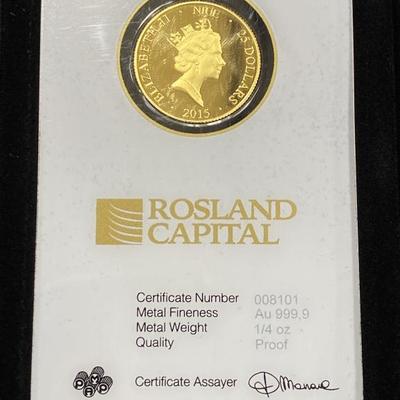 ELIZABETH II NIUE 25 DOLLARS
2015
ROSLAND
CAPITAL
Certificate Number 008101
Metal Fineness Au 999,9
Metal Weight 1/4 oz
Quality Proof
PAMP Certificate Assayer